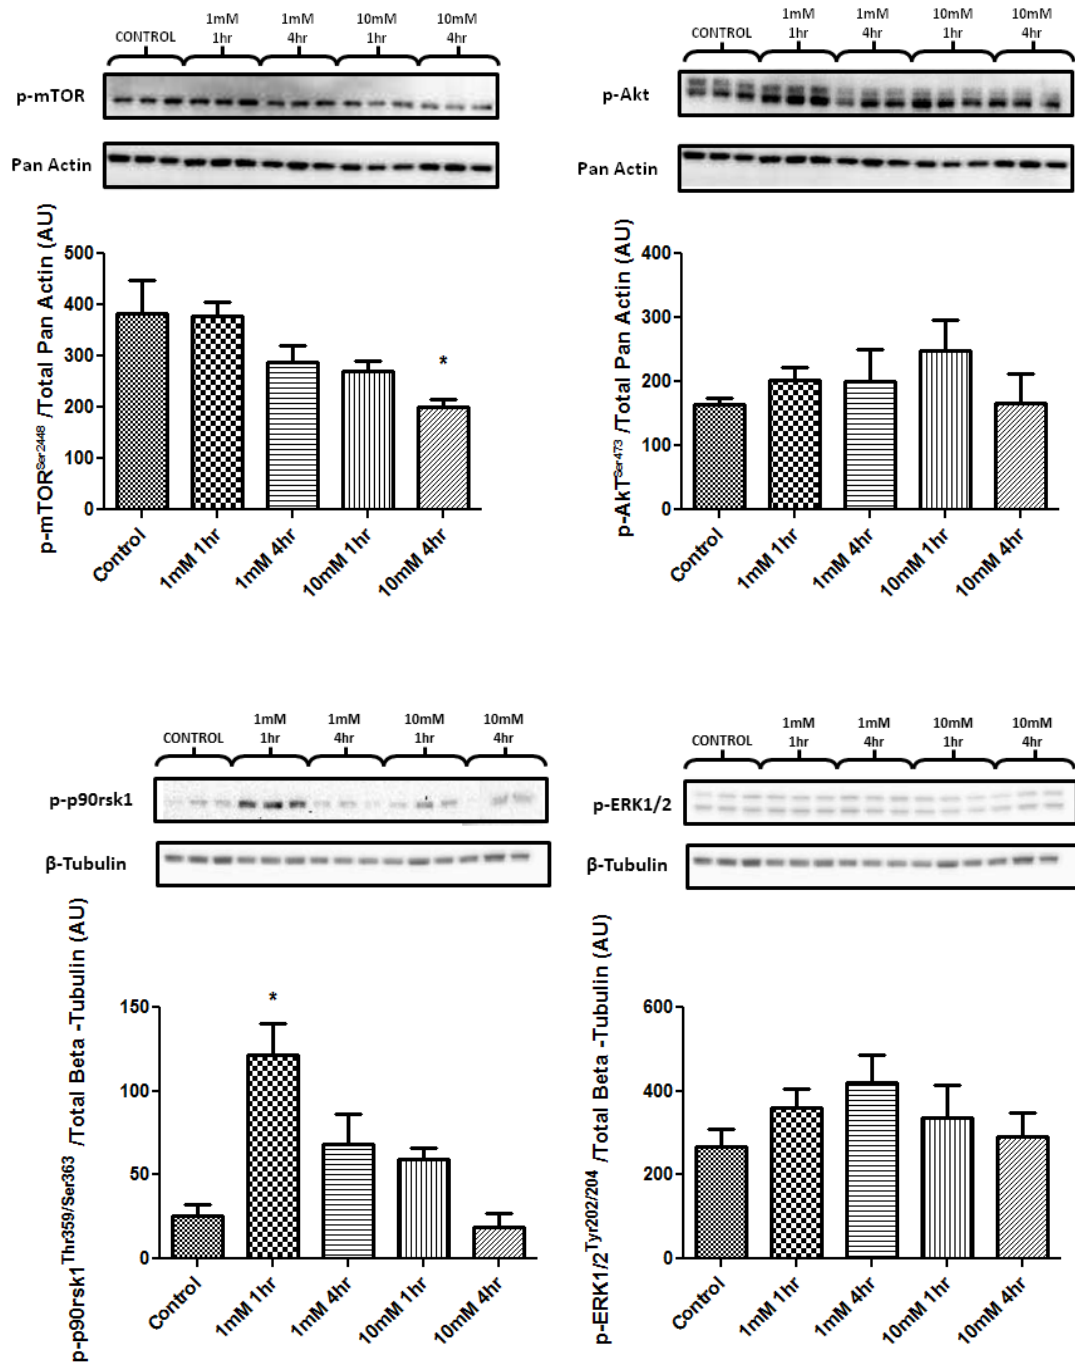 1mM 1mM 10mM 10mM
CONTROL 1hr 4hr 1hr 4hr
p-mTOR
Pan Actin
p-mTOR^Ser2448 /Total Pan Actin (AU)
500
400
300
200
100
0
*
Control 1mM 1hr 1mM 4hr 10mM 1hr 10mM 4hr
1mM 1mM 10mM 10mM
CONTROL 1hr 4hr 1hr 4hr
p-Akt
Pan Actin
p-AkT^Ser473 /Total Pan Actin (AU)
400
300
200
100
0
Control 1mM 1hr 1mM 4hr 10mM 1hr 10mM 4hr
1mM 1mM 10mM 10mM
CONTROL 1hr 4hr 1hr 4hr
p-p90rsk1
β-Tubulin
p-p90rsk1^Thr359/Ser363 /Total Beta -Tubulin (AU)
150
100
50
0
*
Control 1mM 1hr 1mM 4hr 10mM 1hr 10mM 4hr
1mM 1mM 10mM 10mM
CONTROL 1hr 4hr 1hr 4hr
p-ERK1/2
β-Tubulin
p-ERK1/2^Tyr202/204 /Total Beta -Tubulin (AU)
600
400
200
0
Control 1mM 1hr 1mM 4hr 10mM 1hr 10mM 4hr